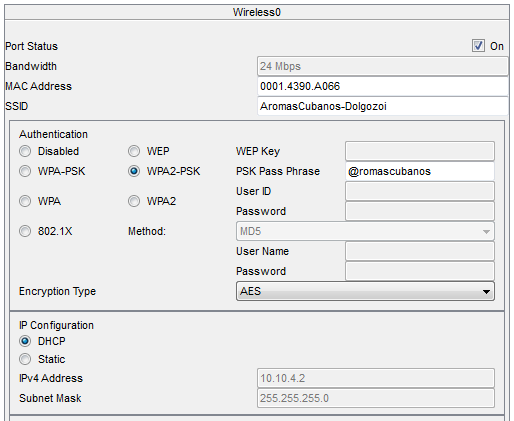 Wireless0
Port Status On
Bandwidth 24 Mbps
MAC Address 0001.4390.A066
SSID AromasCubanos-Dolgozoi
Authentication
Disabled WEP WEP Key
WPA-PSK WPA2-PSK PSK Pass Phrase @romascubanos
User ID
WPA WPA2 Password
802.1X Method: MD5
User Name
Password
Encryption Type AES
IP Configuration
DHCP
Static
IPv4 Address 10.10.4.2
Subnet Mask 255.255.255.0